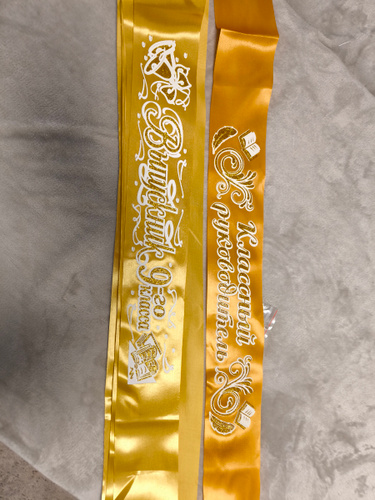 Выпускник 9-го
класса
Классный
руководитель